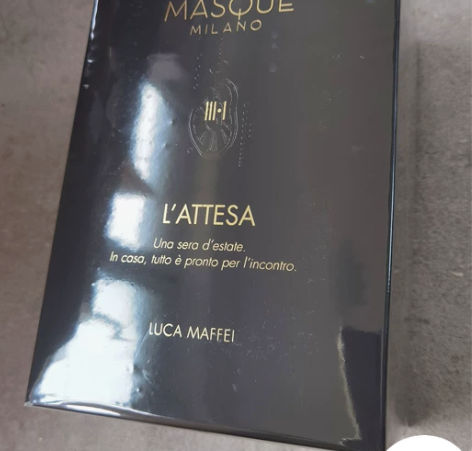 MASQUE
MILANO
III·I
L'ATTESA
Una sera d'estate.
In casa, tutto è pronto per l'incontro.
LUCA MAFFEI